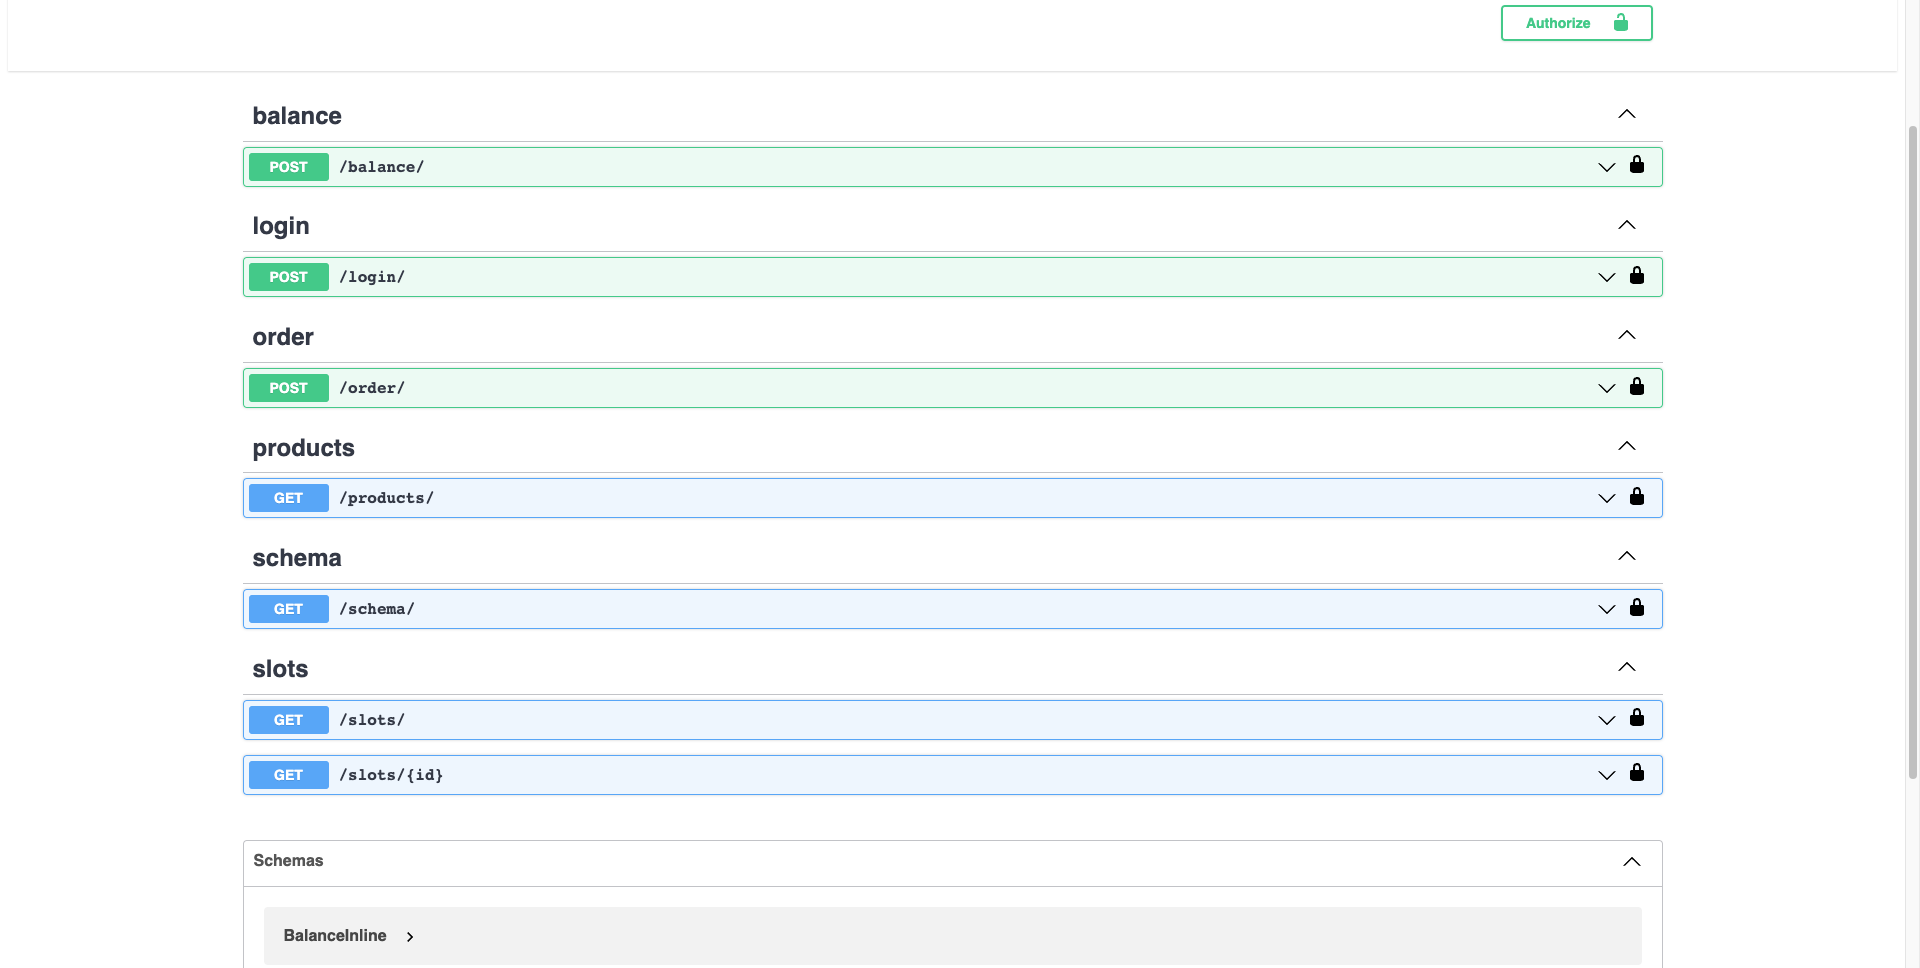 Authorize
balance
POST /balance/
login
POST /login/
order
POST /order/
products
GET /products/
schema
GET /schema/
slots
GET /slots/
GET /slots/{id}
Schemas
BalanceInline